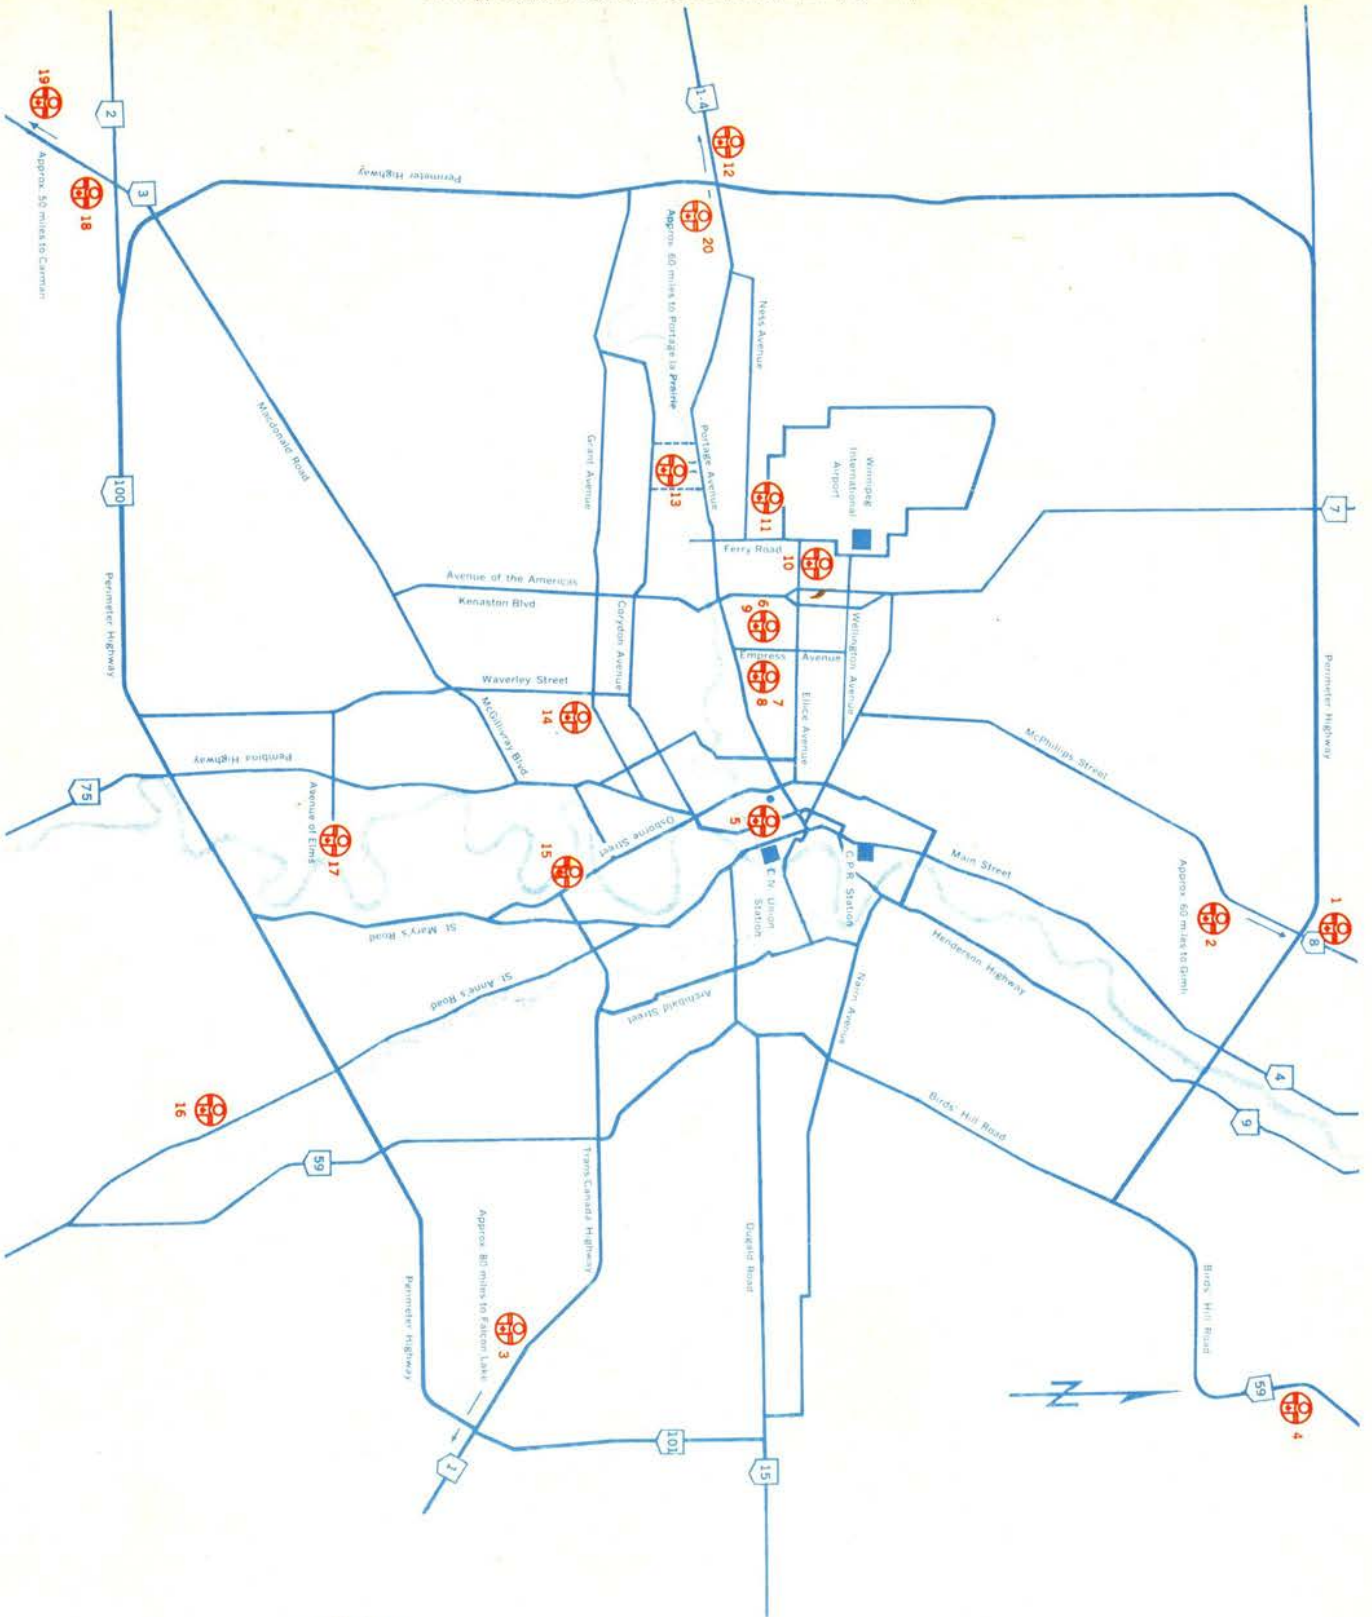 19
2
Approx. 50 miles to Carman
18
3
Perimeter Highway
1-4
12
20
Approx. 60 miles to Portage la Prairie
Ness Avenue
Macdonald Road
Grant Avenue
Portage Avenue
13
11
Winnipeg
International
Airport
7
100
Perimeter Highway
Ferry Road
10
Avenue of the Americas
Kenaston Blvd
Corydon Avenue
6
9
Empress Avenue
Wellington Avenue
7
8
Ellice Avenue
Waverley Street
14
McGillivray Blvd.
McPhillips Street
Perimeter Highway
Pembina Highway
75
Avenue of Elms
17
Osborne Street
5
15
C.N. Union
Station
C.P.R. Station
Main Street
Approx. 60 miles to Gimli
2
1
8
St. Mary's Road
St. Anne's Road
Archibald Street
Nairn Avenue
Henderson Highway
4
9
16
59
Birds' Hill Road
Trans Canada Highway
Dugald Road
Approx. 80 miles to Falcon Lake
3
Perimeter Highway
1
101
15
N
Birds' Hill Road
59
4